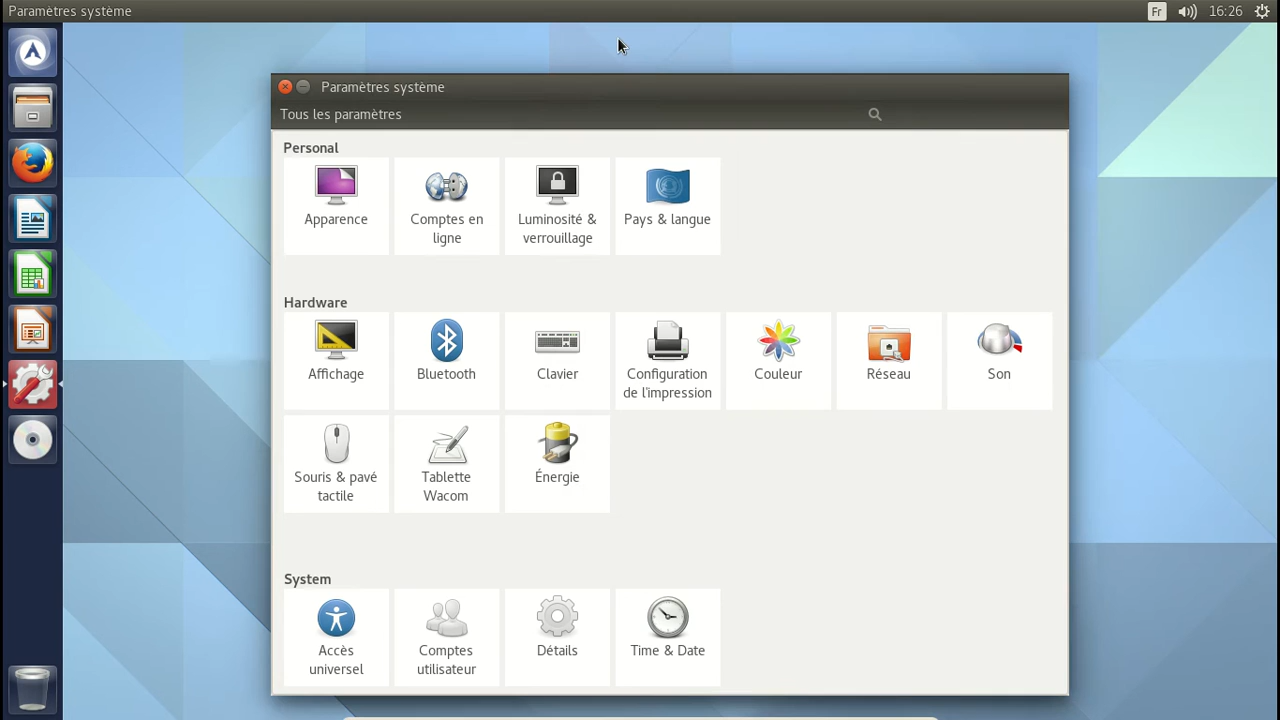 Paramètres système
Fr
16:26
Paramètres système
Tous les paramètres
Personal
Apparence
Comptes en
ligne
Luminosité &
verrouillage
Pays & langue
Hardware
Affichage
Bluetooth
Clavier
Configuration
de l'impression
Couleur
Réseau
Son
Souris & pavé
tactile
Tablette
Wacom
Énergie
System
Accès
universel
Comptes
utilisateur
Détails
Time & Date